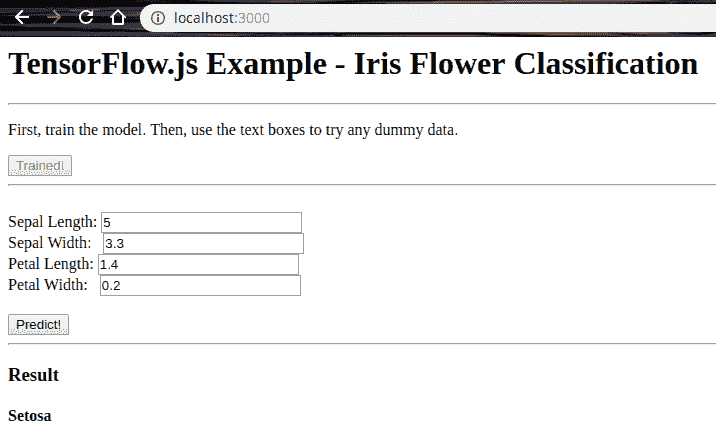 localhost:3000
TensorFlow.js Example - Iris Flower Classification
First, train the model. Then, use the text boxes to try any dummy data.
Trained!
Sepal Length: 5
Sepal Width: 3.3
Petal Length: 1.4
Petal Width: 0.2
Predict!
Result
Setosa